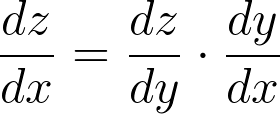 dz/dx = dz/dy · dy/dx